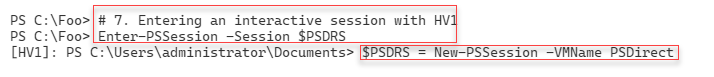 PS C:\Foo> # 7. Entering an interactive session with HV1
PS C:\Foo> Enter-PSSession -Session $PSDRS
[HV1]: PS C:\Users\administrator\Documents> $PSDRS = New-PSSession -VMName PSDirect